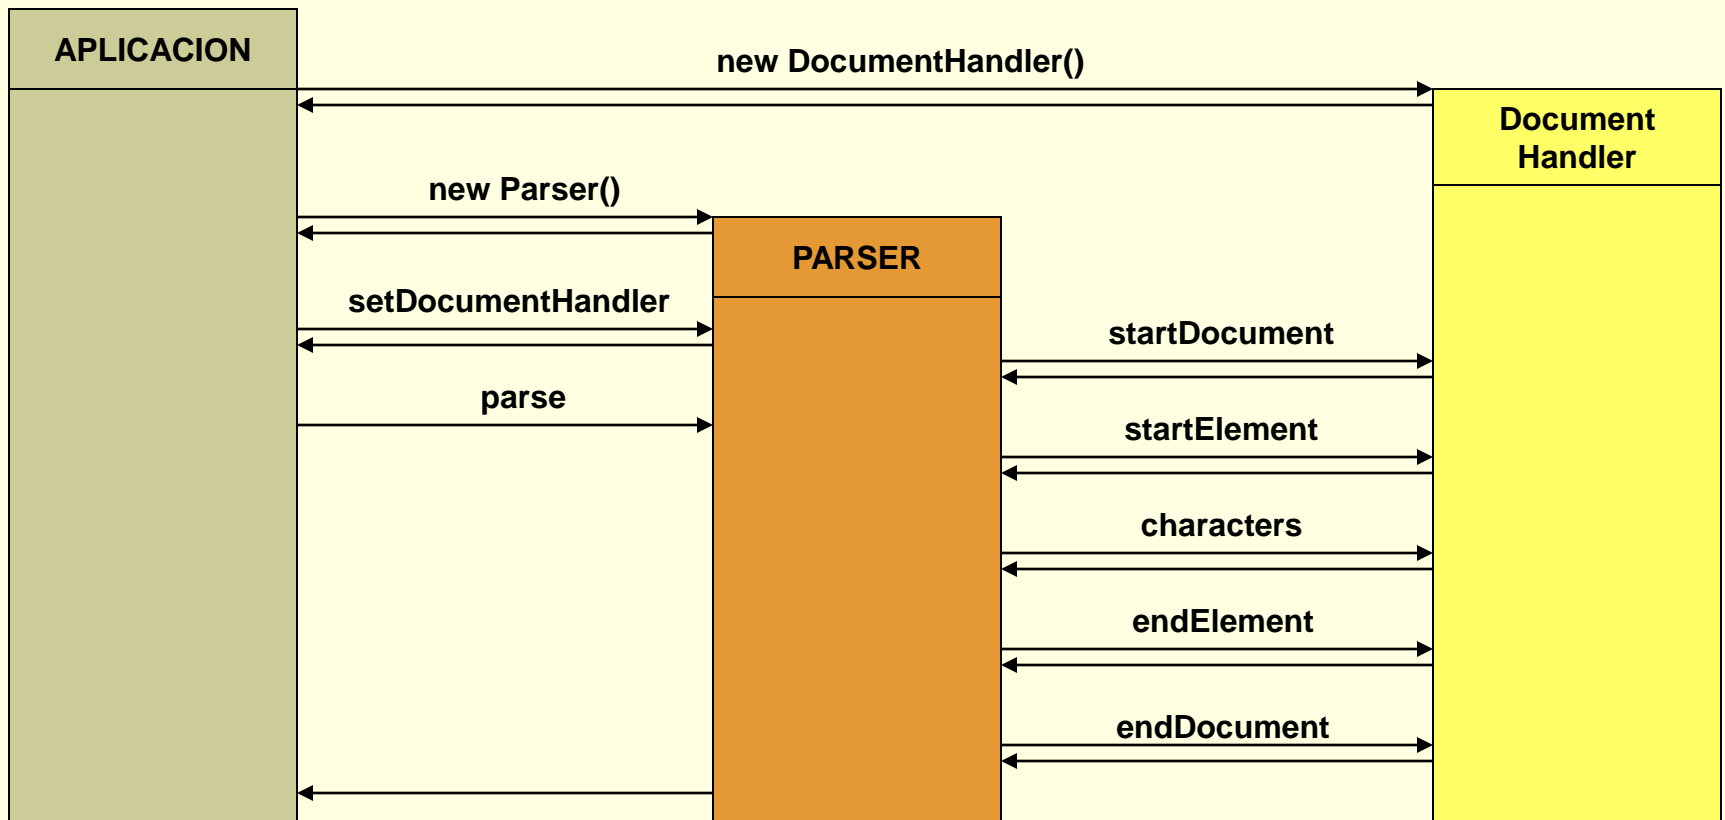 APLICACION
new DocumentHandler()
Document
Handler
new Parser()
PARSER
setDocumentHandler
startDocument
parse
startElement
characters
endElement
endDocument